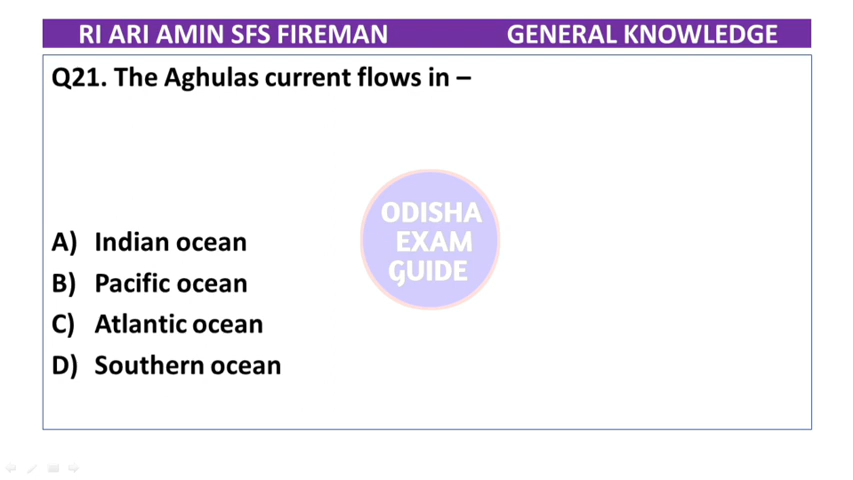 RI ARI AMIN SFS FIREMAN GENERAL KNOWLEDGE
Q21. The Aghulas current flows in –
ODISHA
EXAM
GUIDE
A) Indian ocean
B) Pacific ocean
C) Atlantic ocean
D) Southern ocean